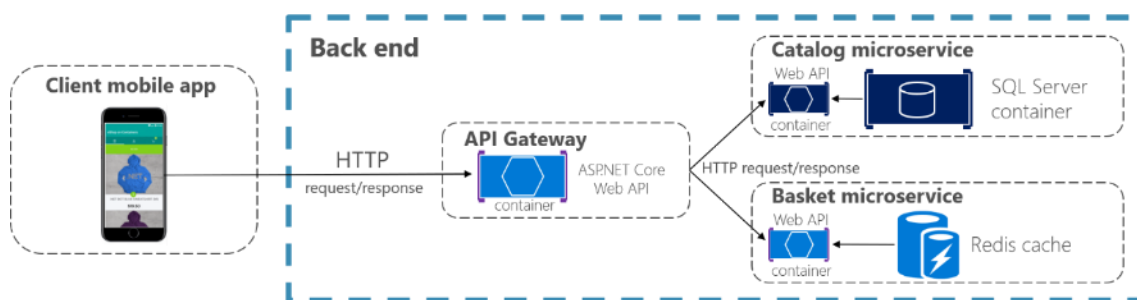 Back end
Client mobile app
HTTP
request/response
API Gateway
ASP.NET Core
Web API
container
HTTP request/response
Catalog microservice
Web API
container
SQL Server
container
Basket microservice
Web API
container
Redis cache